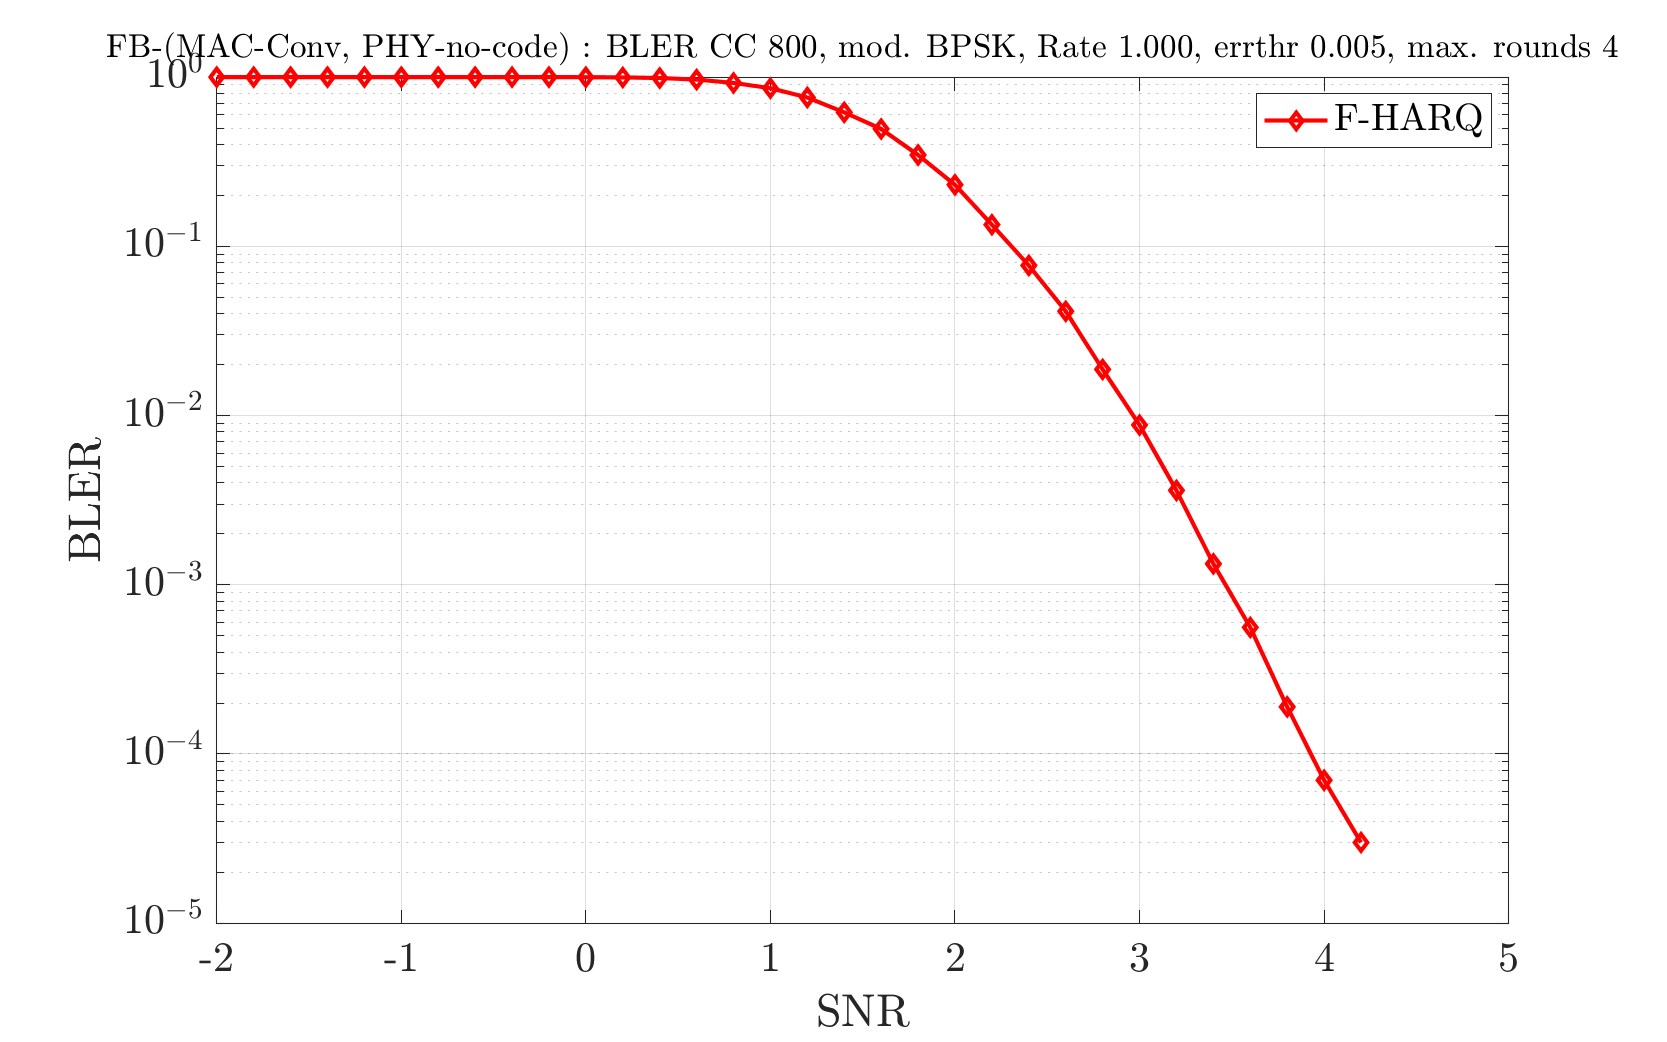 FB-(MAC-Conv, PHY-no-code) : BLER CC 800, mod. BPSK, Rate 1.000, errthr 0.005, max. rounds 4
10^0
F-HARQ
10^{-1}
10^{-2}
BLER
10^{-3}
10^{-4}
10^{-5}
-2 -1 0 1 2 3 4 5
SNR